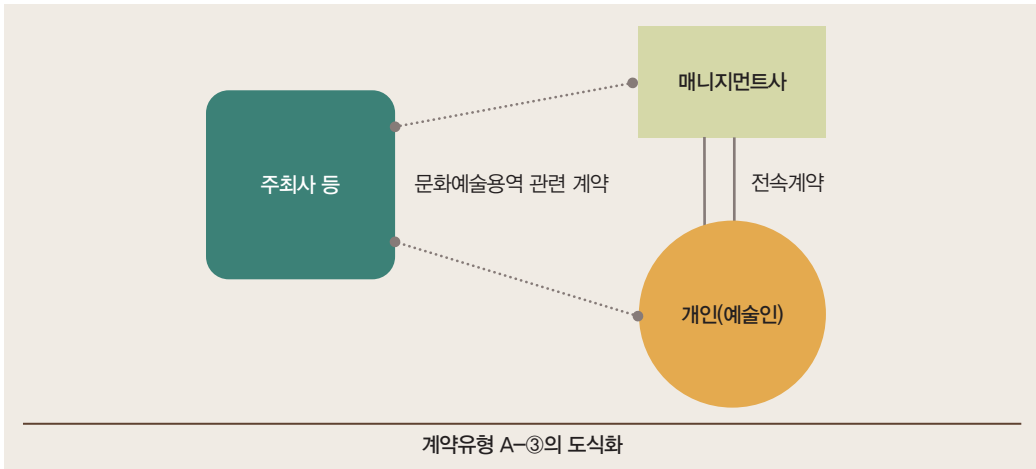 매니지먼트사
주최사 등
문화예술용역 관련 계약
전속계약
개인(예술인)
계약유형 A-③의 도식화